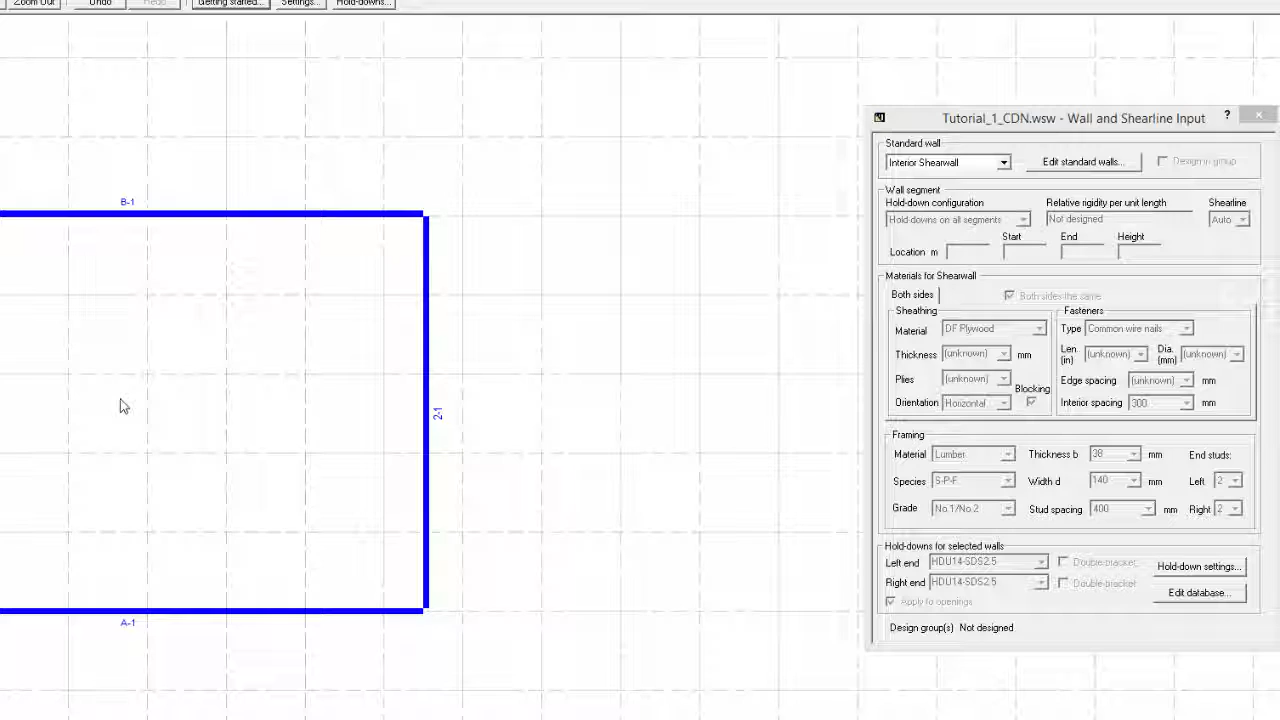 Zoom Out Undo Redo Getting started... Settings... Hold-downs...
Tutorial_1_CDN.wsw - Wall and Shearline Input ?
Standard wall
Interior Shearwall Edit standard walls... Design in group
Wall segment
Hold-down configuration Relative rigidity per unit length Shearline
Hold-downs on all segments Not designed Auto
Start End Height
Location m
Materials for Shearwall
Both sides Both sides the same
Sheathing Fasteners
Material DF Plywood Type Common wire nails
Thickness (unknown) mm Len. (in) (unknown) Dia. (mm) (unknown)
Plies (unknown) Blocking Edge spacing (unknown) mm
Orientation Horizontal Interior spacing 300 mm
Framing
Material Lumber Thickness b 38 mm End studs:
Species S-P-F Width d 140 mm Left 2
Grade No.1/No.2 Stud spacing 400 mm Right 2
Hold-downs for selected walls
Left end HDU14-SDS2.5 Double-bracket Hold-down settings...
Right end HDU14-SDS2.5 Double-bracket
Apply to openings Edit database...
Design group(s) Not designed
B-1
2-1
A-1